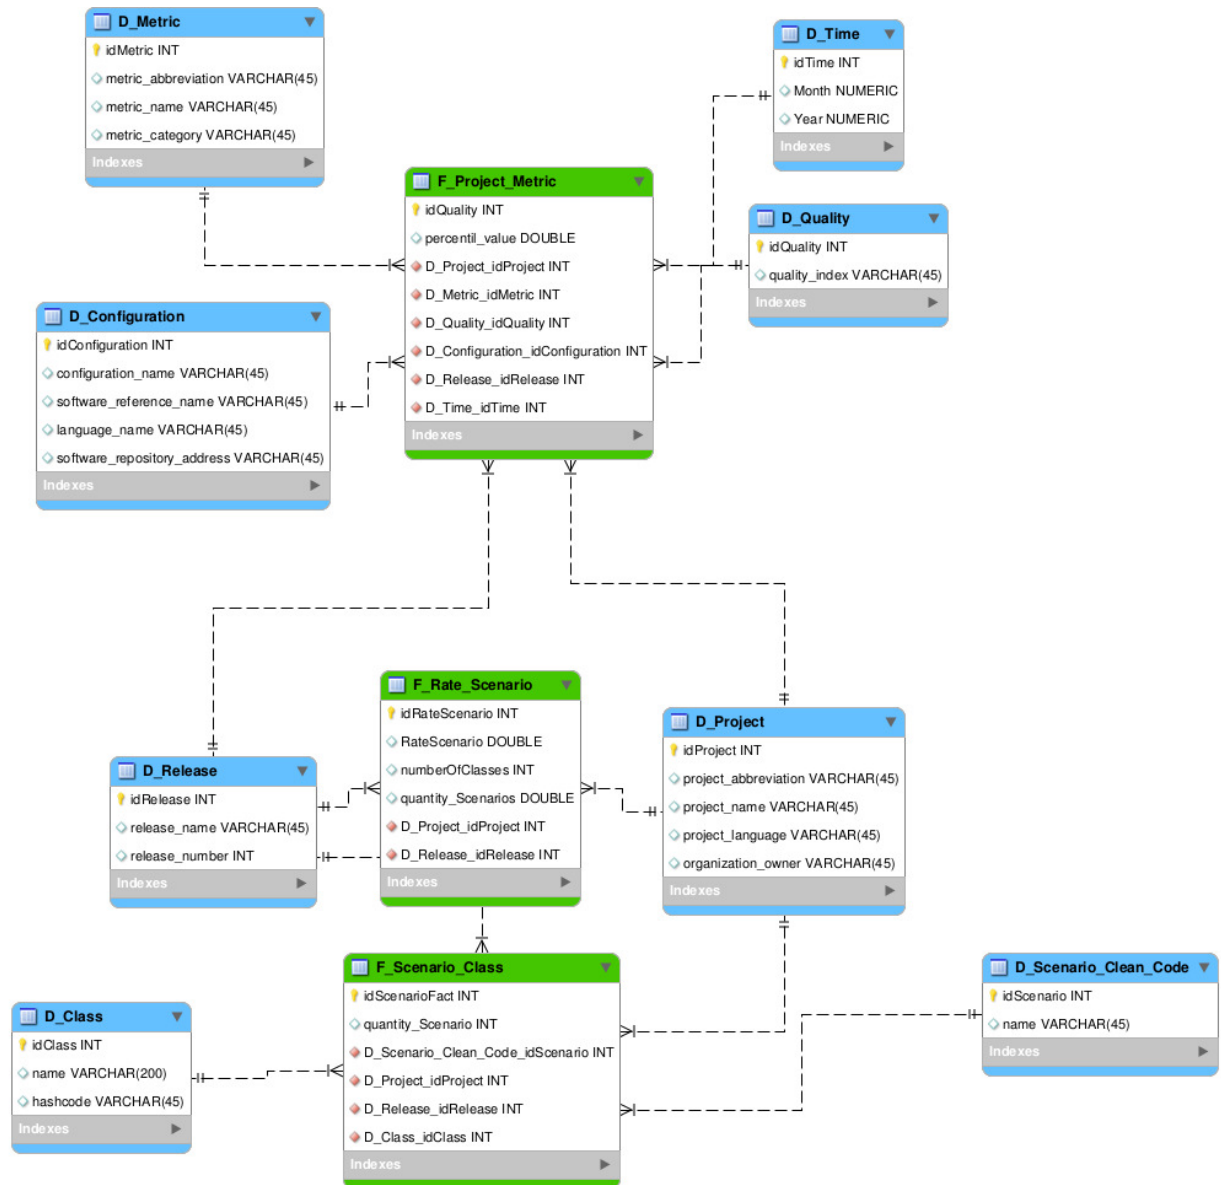 D_Metric
idMetric INT
metric_abbreviation VARCHAR(45)
metric_name VARCHAR(45)
metric_category VARCHAR(45)
Indexes
D_Time
idTime INT
Month NUMERIC
Year NUMERIC
Indexes
F_Project_Metric
idQuality INT
percentil_value DOUBLE
D_Project_idProject INT
D_Metric_idMetric INT
D_Quality_idQuality INT
D_Configuration_idConfiguration INT
D_Release_idRelease INT
D_Time_idTime INT
Indexes
D_Quality
idQuality INT
quality_index VARCHAR(45)
Indexes
D_Configuration
idConfiguration INT
configuration_name VARCHAR(45)
software_reference_name VARCHAR(45)
language_name VARCHAR(45)
software_repository_address VARCHAR(45)
Indexes
F_Rate_Scenario
idRateScenario INT
RateScenario DOUBLE
numberOfClasses INT
quantity_Scenarios DOUBLE
D_Project_idProject INT
D_Release_idRelease INT
Indexes
D_Project
idProject INT
project_abbreviation VARCHAR(45)
project_name VARCHAR(45)
project_language VARCHAR(45)
organization_owner VARCHAR(45)
Indexes
D_Release
idRelease INT
release_name VARCHAR(45)
release_number INT
Indexes
F_Scenario_Class
idScenarioFact INT
quantity_Scenario INT
D_Scenario_Clean_Code_idScenario INT
D_Project_idProject INT
D_Release_idRelease INT
D_Class_idClass INT
Indexes
D_Scenario_Clean_Code
idScenario INT
name VARCHAR(45)
Indexes
D_Class
idClass INT
name VARCHAR(200)
hashcode VARCHAR(45)
Indexes